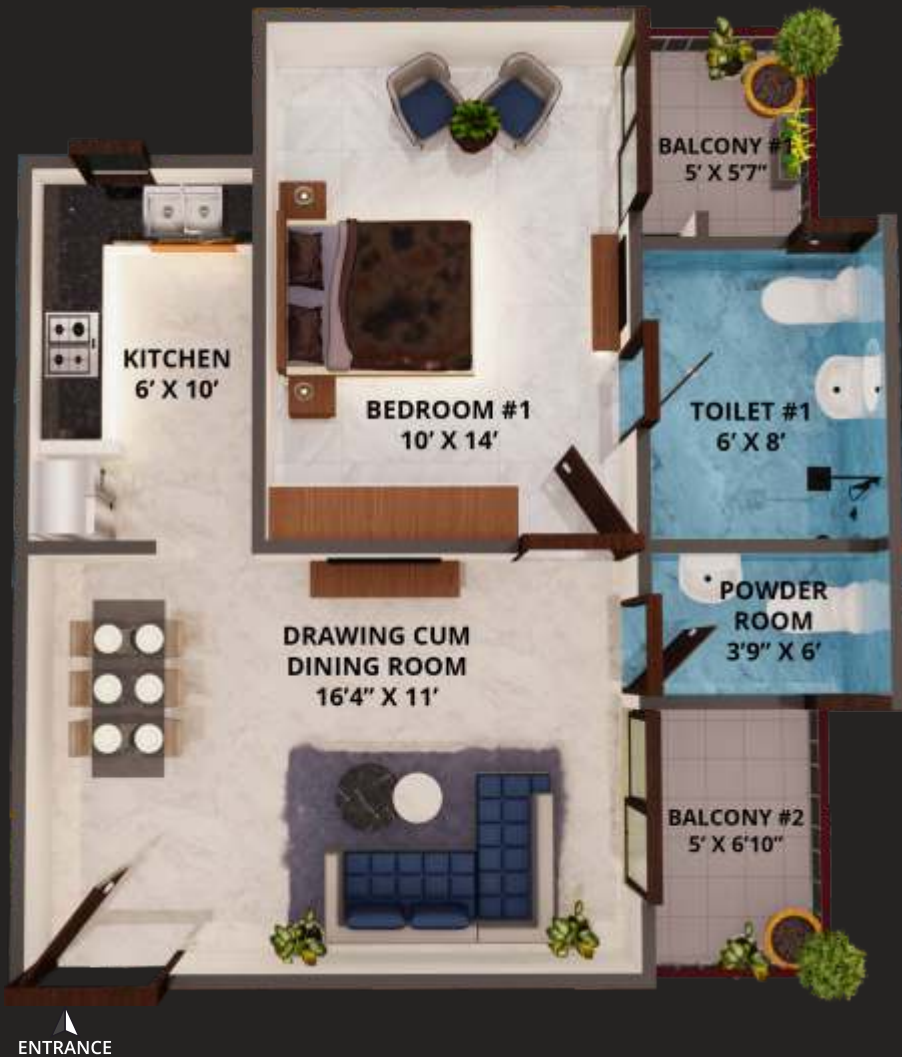 BALCONY #1
5’ X 5’7”
KITCHEN
6’ X 10’
BEDROOM #1
10’ X 14’
TOILET #1
6’ X 8’
POWDER
ROOM
3’9” X 6’
DRAWING CUM
DINING ROOM
16’4” X 11’
BALCONY #2
5’ X 6’10”
ENTRANCE